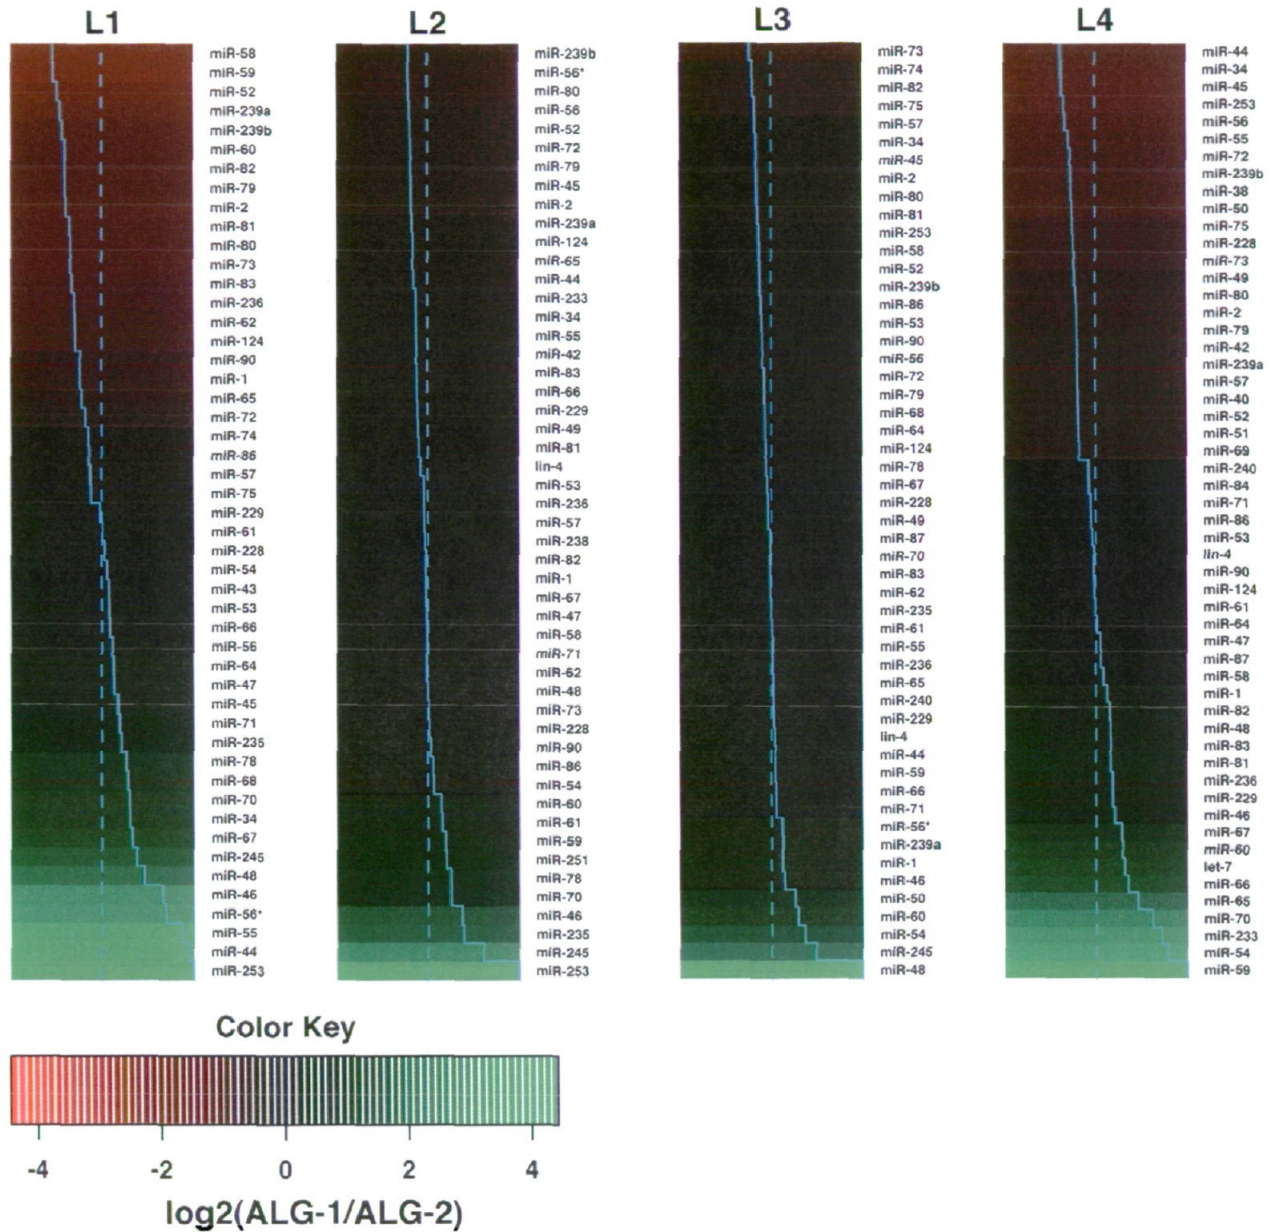 L1
miR-58
miR-59
miR-52
miR-239a
miR-239b
miR-60
miR-82
miR-79
miR-2
miR-81
miR-80
miR-73
miR-83
miR-236
miR-62
miR-124
miR-90
miR-1
miR-65
miR-72
miR-74
miR-86
miR-57
miR-75
miR-229
miR-61
miR-228
miR-54
miR-43
miR-53
miR-66
miR-56
miR-64
miR-47
miR-45
miR-71
miR-235
miR-78
miR-68
miR-70
miR-34
miR-67
miR-245
miR-48
miR-46
miR-56*
miR-55
miR-44
miR-253
L2
miR-239b
miR-56*
miR-80
miR-56
miR-52
miR-72
miR-79
miR-45
miR-2
miR-239a
miR-124
miR-65
miR-44
miR-233
miR-34
miR-55
miR-42
miR-83
miR-66
miR-229
miR-49
miR-81
lin-4
miR-53
miR-236
miR-57
miR-238
miR-82
miR-1
miR-67
miR-47
miR-58
miR-71
miR-62
miR-48
miR-73
miR-228
miR-90
miR-86
miR-54
miR-60
miR-61
miR-59
miR-251
miR-78
miR-70
miR-46
miR-235
miR-245
miR-253
L3
miR-73
miR-74
miR-82
miR-75
miR-57
miR-34
miR-45
miR-2
miR-80
miR-81
miR-253
miR-58
miR-52
miR-239b
miR-86
miR-53
miR-90
miR-56
miR-72
miR-79
miR-68
miR-64
miR-124
miR-78
miR-67
miR-228
miR-49
miR-87
miR-70
miR-83
miR-62
miR-235
miR-61
miR-55
miR-236
miR-65
miR-240
miR-229
lin-4
miR-44
miR-59
miR-66
miR-71
miR-56*
miR-239a
miR-1
miR-46
miR-50
miR-60
miR-54
miR-245
miR-48
L4
miR-44
miR-34
miR-45
miR-253
miR-56
miR-55
miR-72
miR-239b
miR-38
miR-50
miR-75
miR-228
miR-73
miR-49
miR-80
miR-2
miR-79
miR-42
miR-239a
miR-57
miR-40
miR-52
miR-51
miR-69
miR-240
miR-84
miR-71
miR-86
miR-53
lin-4
miR-90
miR-124
miR-61
miR-64
miR-47
miR-87
miR-58
miR-1
miR-82
miR-48
miR-83
miR-81
miR-236
miR-229
miR-46
miR-67
miR-60
let-7
miR-66
miR-65
miR-70
miR-233
miR-54
miR-59
Color Key
-4 -2 0 2 4
log2(ALG-1/ALG-2)